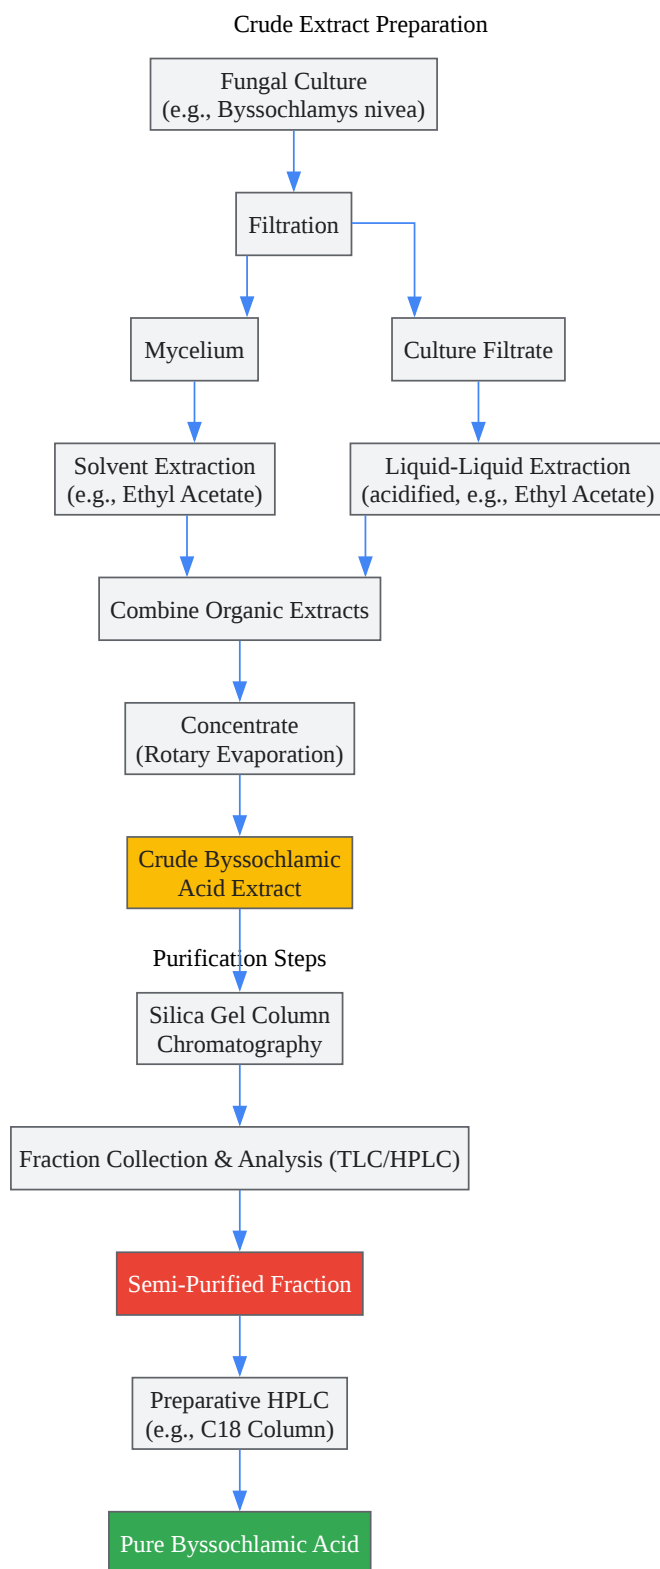 Crude Extract Preparation
Fungal Culture
(e.g., Byssochlamys nivea)
Filtration
Mycelium
Culture Filtrate
Solvent Extraction
(e.g., Ethyl Acetate)
Liquid-Liquid Extraction
(acidified, e.g., Ethyl Acetate)
Combine Organic Extracts
Concentrate
(Rotary Evaporation)
Crude Byssochlamic
Acid Extract
Purification Steps
Silica Gel Column
Chromatography
Fraction Collection & Analysis (TLC/HPLC)
Semi-Purified Fraction
Preparative HPLC
(e.g., C18 Column)
Pure Byssochlamic Acid